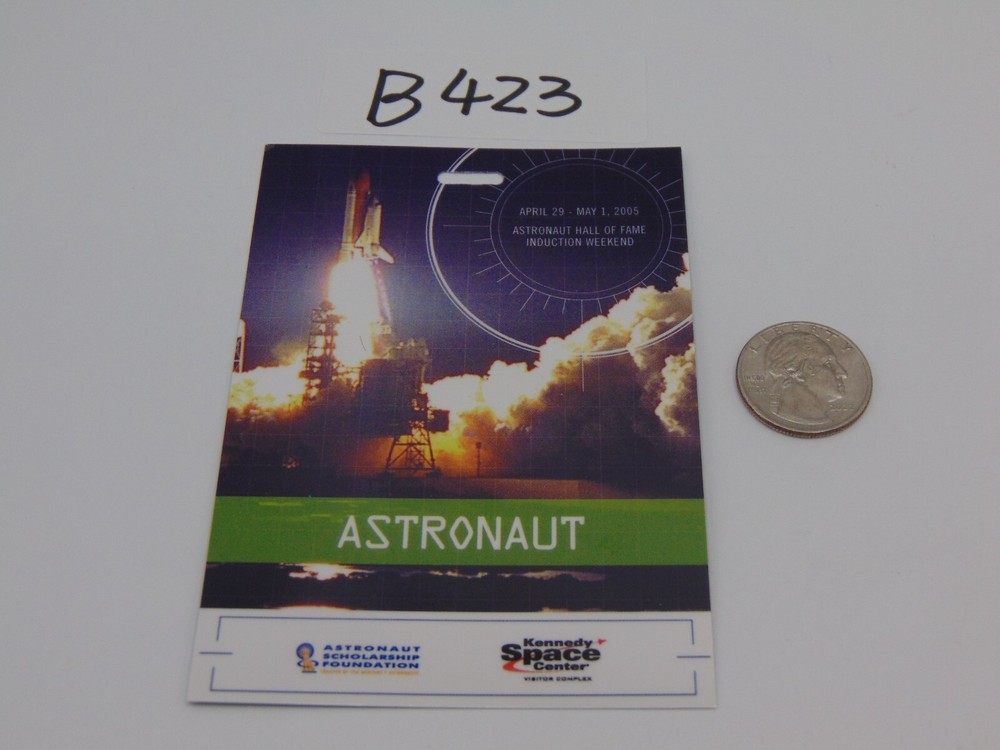 B423
APRIL 29 - MAY 1, 2005
ASTRONAUT HALL OF FAME
INDUCTION WEEKEND
LIBERTY
ASTRONAUT
ASTRONAUT
SCHOLARSHIP
FOUNDATION
Kennedy
Space
Center
VISITOR COMPLEX